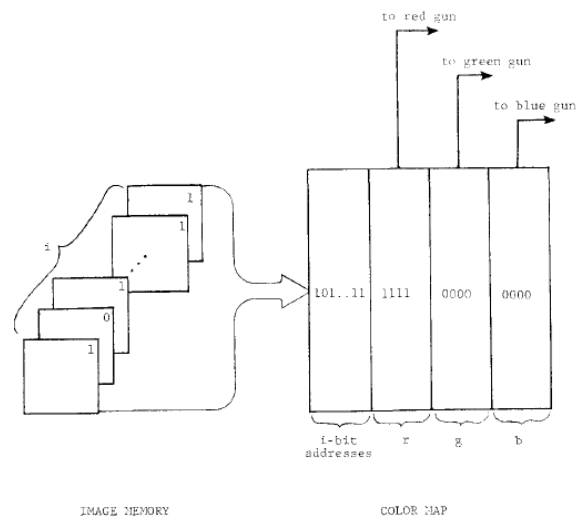 to red gun
to green gun
to blue gun
1
1
i
1
0
1
101..11 1111 0000 0000
i-bit addresses r g b
IMAGE MEMORY COLOR MAP